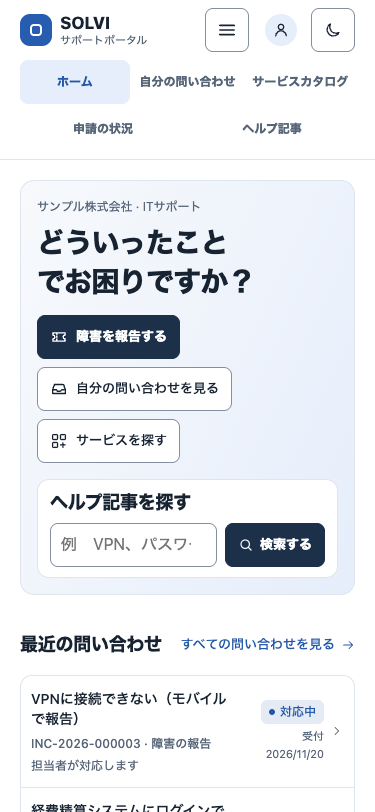 SOLVI
サポートポータル
ホーム
自分の問い合わせ
サービスカタログ
申請の状況
ヘルプ記事
サンプル株式会社 · ITサポート
どういったこと
でお困りですか？
障害を報告する
自分の問い合わせを見る
サービスを探す
ヘルプ記事を探す
例　VPN、パスワ
検索する
最近の問い合わせ
すべての問い合わせを見る →
VPNに接続できない（モバイル
で報告）
INC-2026-000003 · 障害の報告
担当者が対応します
対応中
受付
2026/11/20